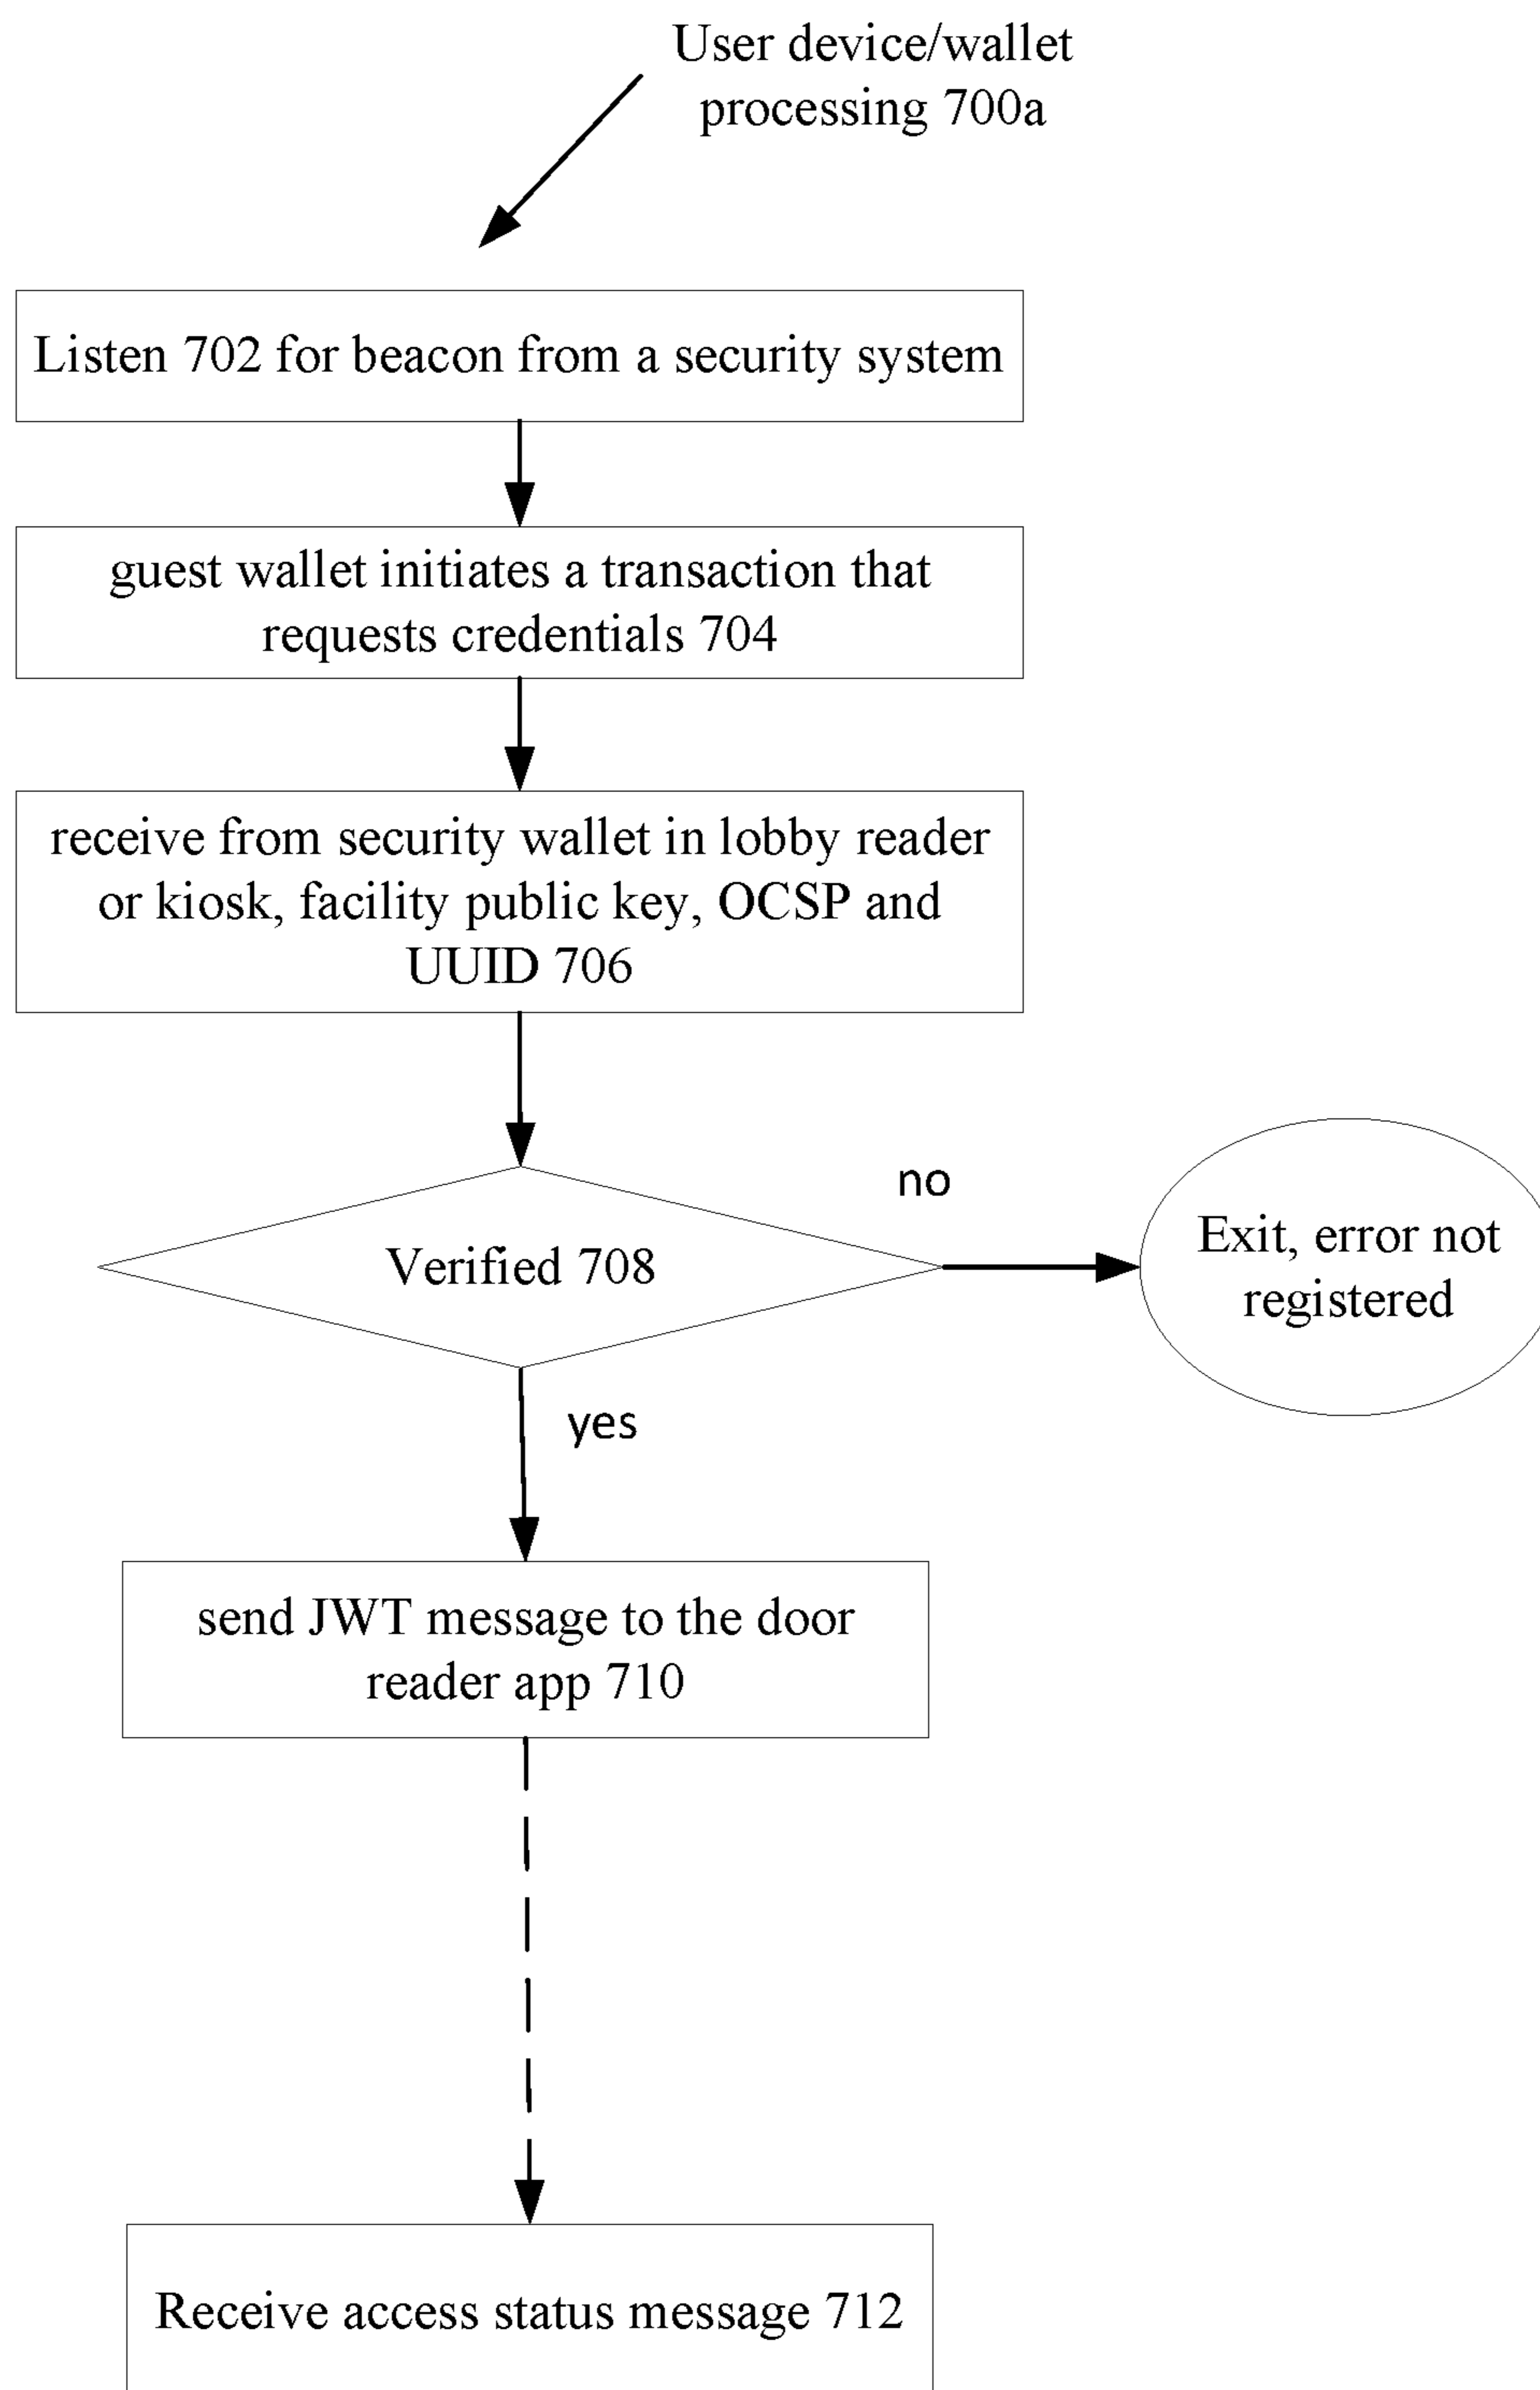 User device/wallet
processing 700a
Listen 702 for beacon from a security system
guest wallet initiates a transaction that
requests credentials 704
receive from security wallet in lobby reader
or kiosk, facility public key, OCSP and
UUID 706
no
Verified 708
Exit, error not
registered
yes
send JWT message to the door
reader app 710
Receive access status message 712